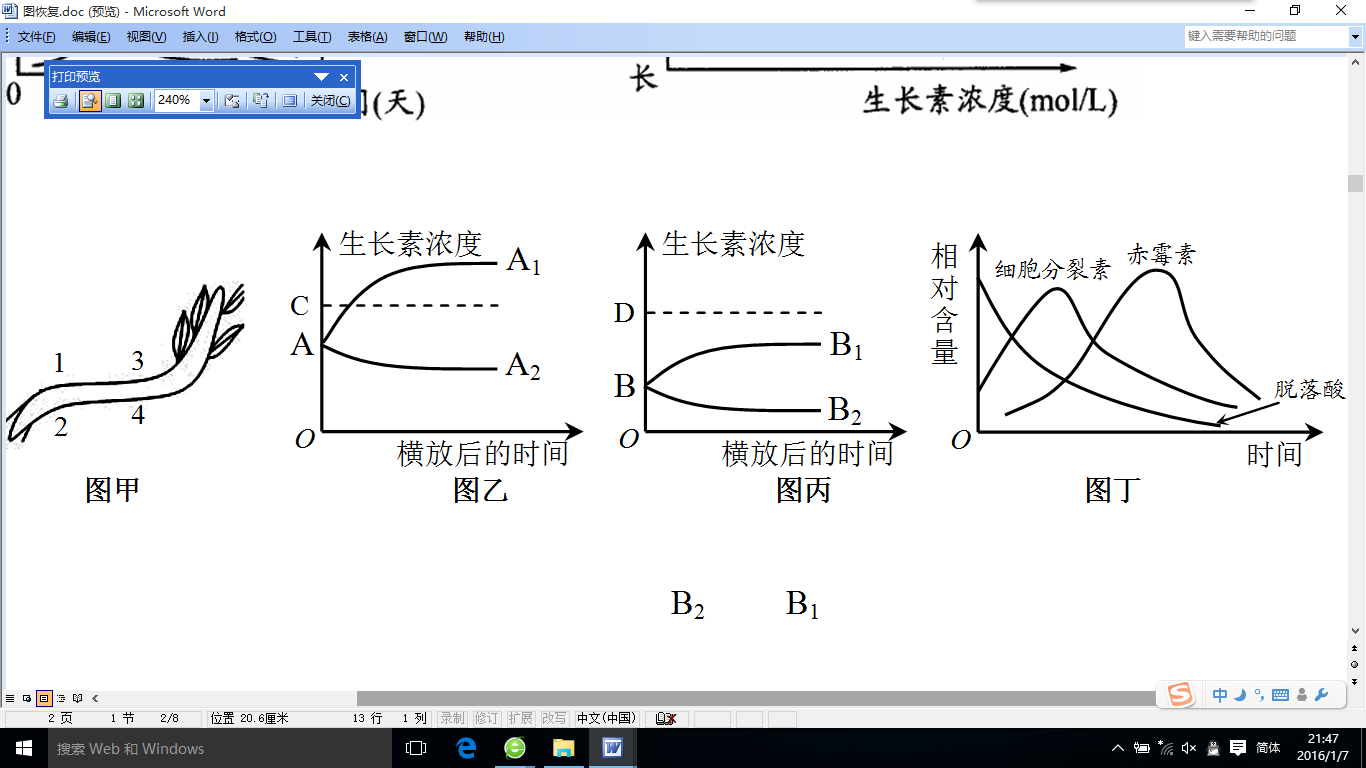 图恢复.doc (预览) - Microsoft Word
文件(F) 编辑(E) 视图(V) 插入(I) 格式(O) 工具(T) 表格(A) 窗口(W) 帮助(H) 键入需要帮助的问题
打印预览
240% 关闭(C)
0 (天)
长
生长素浓度(mol/L)
1 3
2 4
图甲
生长素浓度
A1
C
A
A2
O
横放后的时间
图乙
生长素浓度
D
B1
B
B2
O
横放后的时间
图丙
相对含量
细胞分裂素
赤霉素
脱落酸
O
时间
图丁
B2 B1
2 页 1 节 2/8 位置 20.6厘米 13 行 1 列 录制 修订 扩展 改写 中文(中国)
中
搜索 Web 和 Windows
简体
21:47
2016/1/7